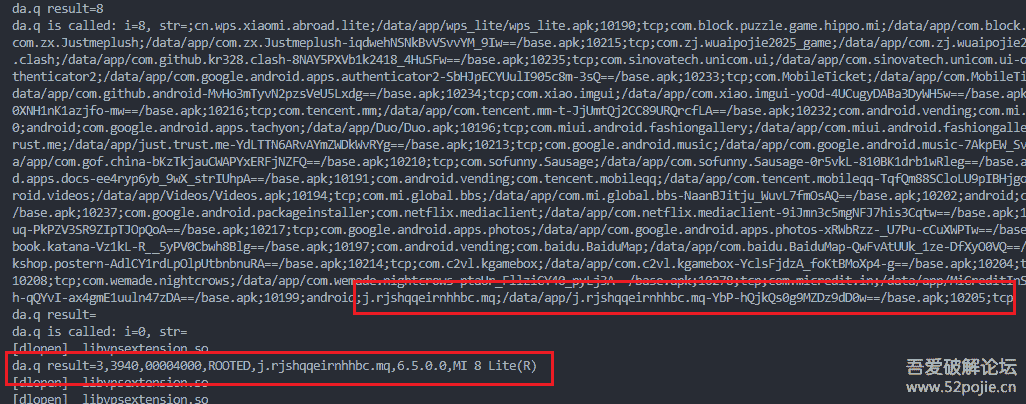 da.q result=8
da.q is called: i=8, str=;cn.wps.xiaomi.abroad.lite;/data/app/wps_lite/wps_lite.apk;10190;tcp;com.block.puzzle.game.hippo.mi;/data/app/com.block.
com.zx.Justmeplush;/data/app/com.zx.Justmeplush-iqdwehNSNkBvVSvvYM_9Iw==/base.apk;10215;tcp;com.zj.wuaipojie2025_game;/data/app/com.zj.wuaipojie2
.clash;/data/app/com.github.kr328.clash-8NAY5PXVb1k2418_4HuSFw==/base.apk;10235;tcp;com.sinovatech.unicom.ui;/data/app/com.sinovatech.unicom.ui-o
thenticator2;/data/app/com.google.android.apps.authenticator2-SbHJpECYUulI905c8m-3sQ==/base.apk;10233;tcp;com.MobileTicket;/data/app/com.MobileTi
data/app/com.github.android-MvHo3mTyvN2pzsVeU5Lxdg==/base.apk;10234;tcp;com.xiao.imgui;/data/app/com.xiao.imgui-yoOd-4UCugyDABa3DyWH5w==/base.apk
0XNH1nK1azjfo-mw==/base.apk;10216;tcp;com.tencent.mm;/data/app/com.tencent.mm-t-JjUmtQj2CC89URQrcfLA==/base.apk;10232;com.android.vending;com.mi.
0;android;com.google.android.apps.tachyon;/data/app/Duo/Duo.apk;10196;tcp;com.miui.android.fashiongallery;/data/app/com.miui.android.fashiongalle
rust.me;/data/app/just.trust.me-YdLTTN6ARvAYmZWDkWvRYg==/base.apk;10213;tcp;com.google.android.music;/data/app/com.google.android.music-7AkpEW_Sv
a/app/com.gof.china-bKzTkjauCWAPYxERFjNZFQ==/base.apk;10210;tcp;com.sofunny.Sausage;/data/app/com.sofunny.Sausage-0r5vkL-810BK1drb1wRleg==/base.a
d.apps.docs-ee4ryp6yb_9wX_strIUhpA==/base.apk;10191;com.android.vending;com.tencent.mobileqq;/data/app/com.tencent.mobileqq-TqfQm88SCloLU9pIBHjgc
roid.videos;/data/app/Videos/Videos.apk;10194;tcp;com.mi.global.bbs;/data/app/com.mi.global.bbs-NaanBJitju_WuvL7fmOsAQ==/base.apk;10202;android;c
/base.apk;10237;com.google.android.packageinstaller;com.netflix.mediaclient;/data/app/com.netflix.mediaclient-9iJmn3c5mgNFJ7his3Cqtw==/base.apk;1
uq-PkPZV3SR9ZIpTJOpQoA==/base.apk;10217;tcp;com.google.android.apps.photos;/data/app/com.google.android.apps.photos-xRWbRzz-_U7Pu-cCuXWPTw==/base
book.katana-Vz1kL-R__5yPV0Cbwh8Blg==/base.apk;10197;com.android.vending;com.baidu.BaiduMap;/data/app/com.baidu.BaiduMap-QwFvAtUUk_1ze-DfXyO0VQ==/
kshop.postern-AdlCY1rdLpOlpUtbnbnuRA==/base.apk;10214;tcp;com.c2vl.kgamebox;/data/app/com.c2vl.kgamebox-YclsFjdzA_foKtBMoXp4-g==/base.apk;10204;t
10208;tcp;com.wemade.nightcrows;/data/app/com.wemade.nightcrows-ptaUr
h-qQYvI-ax4gmE1uuln47zDA==/base.apk;10199;android;j.rjshqqeirnhhbc.mq;/data/app/j.rjshqqeirnhhbc.mq-YbP-hQjkQs0g9MZDz9dD0w==/base.apk;10205;tcp
da.q result=
da.q is called: i=0, str=
[dlopen] libvpsextension.so
da.q result=3,3940,00004000,ROOTED,j.rjshqqeirnhhbc.mq,6.5.0.0,MI 8 Lite(R)
[dlopen] libvpsextension.so
[dlopen] libvpsextension.so
吾爱破解论坛
www.52pojie.cn